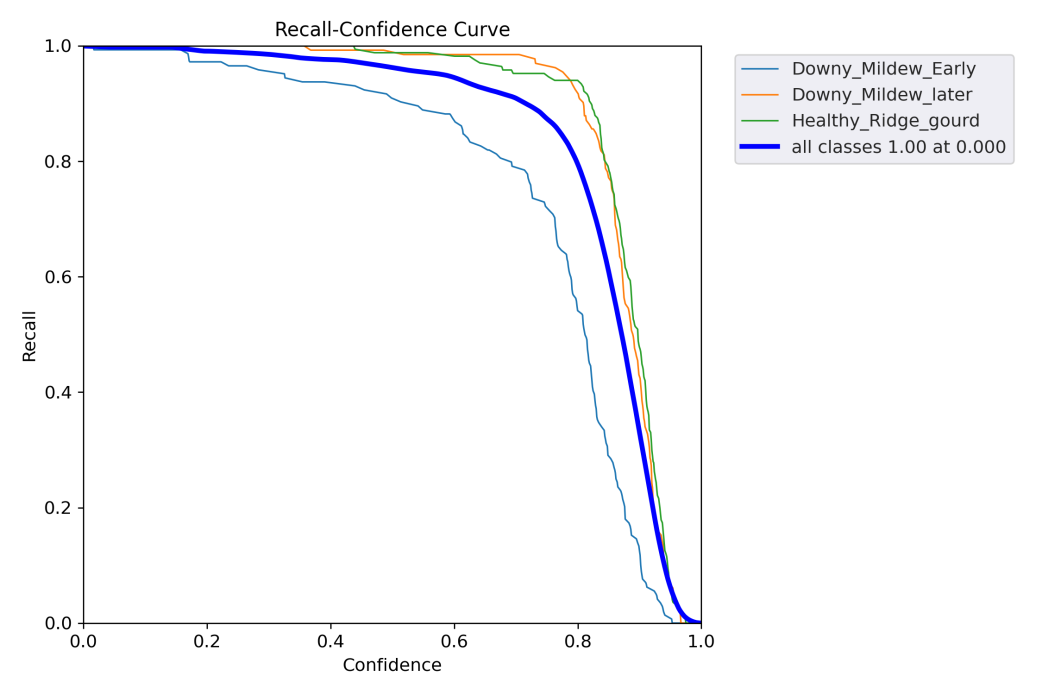 Recall-Confidence Curve
1.0
0.8
0.6
0.4
0.2
0.0
Recall
0.0 0.2 0.4 0.6 0.8 1.0
Confidence
Downy_Mildew_Early
Downy_Mildew_later
Healthy_Ridge_gourd
all classes 1.00 at 0.000